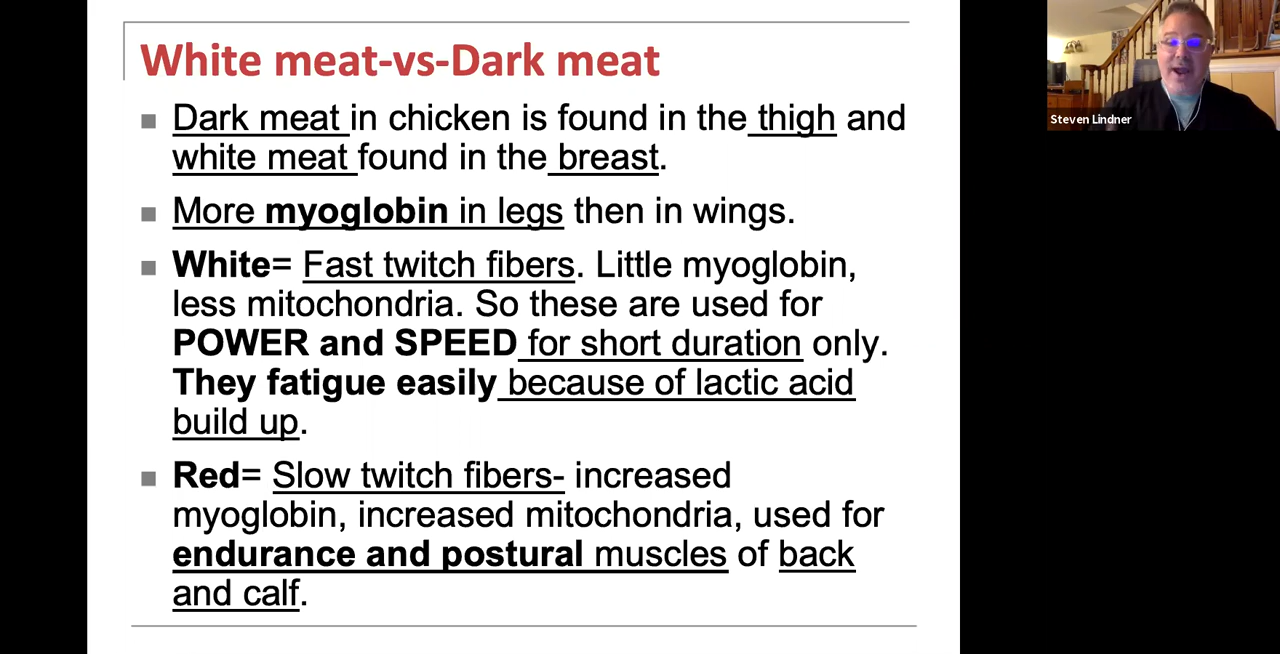 White meat-vs-Dark meat
Dark meat in chicken is found in the thigh and
white meat found in the breast.
More myoglobin in legs then in wings.
White= Fast twitch fibers. Little myoglobin,
less mitochondria. So these are used for
POWER and SPEED for short duration only.
They fatigue easily because of lactic acid
build up.
Red= Slow twitch fibers- increased
myoglobin, increased mitochondria, used for
endurance and postural muscles of back
and calf.
Steven Lindner